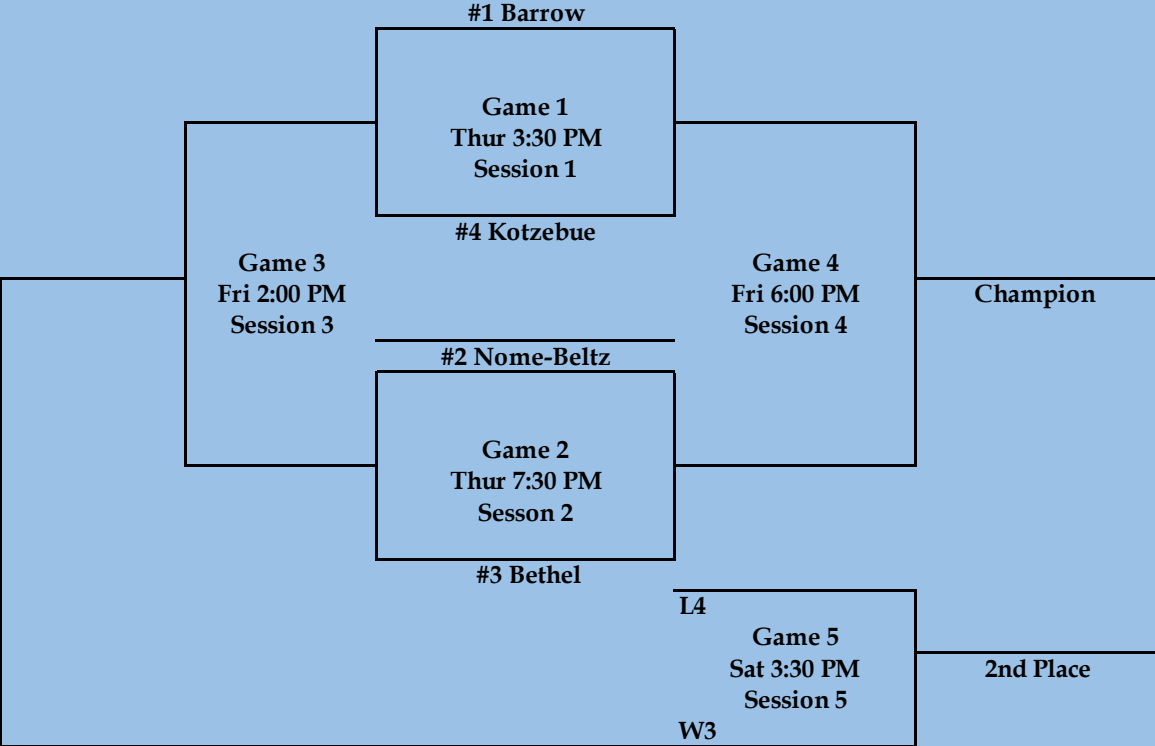 #1 Barrow
Game 1
Thur 3:30 PM
Session 1
#4 Kotzebue
Game 3
Fri 2:00 PM
Session 3
Game 4
Fri 6:00 PM
Session 4
Champion
#2 Nome-Beltz
Game 2
Thur 7:30 PM
Sesson 2
#3 Bethel
L4
Game 5
Sat 3:30 PM
Session 5
W3
2nd Place